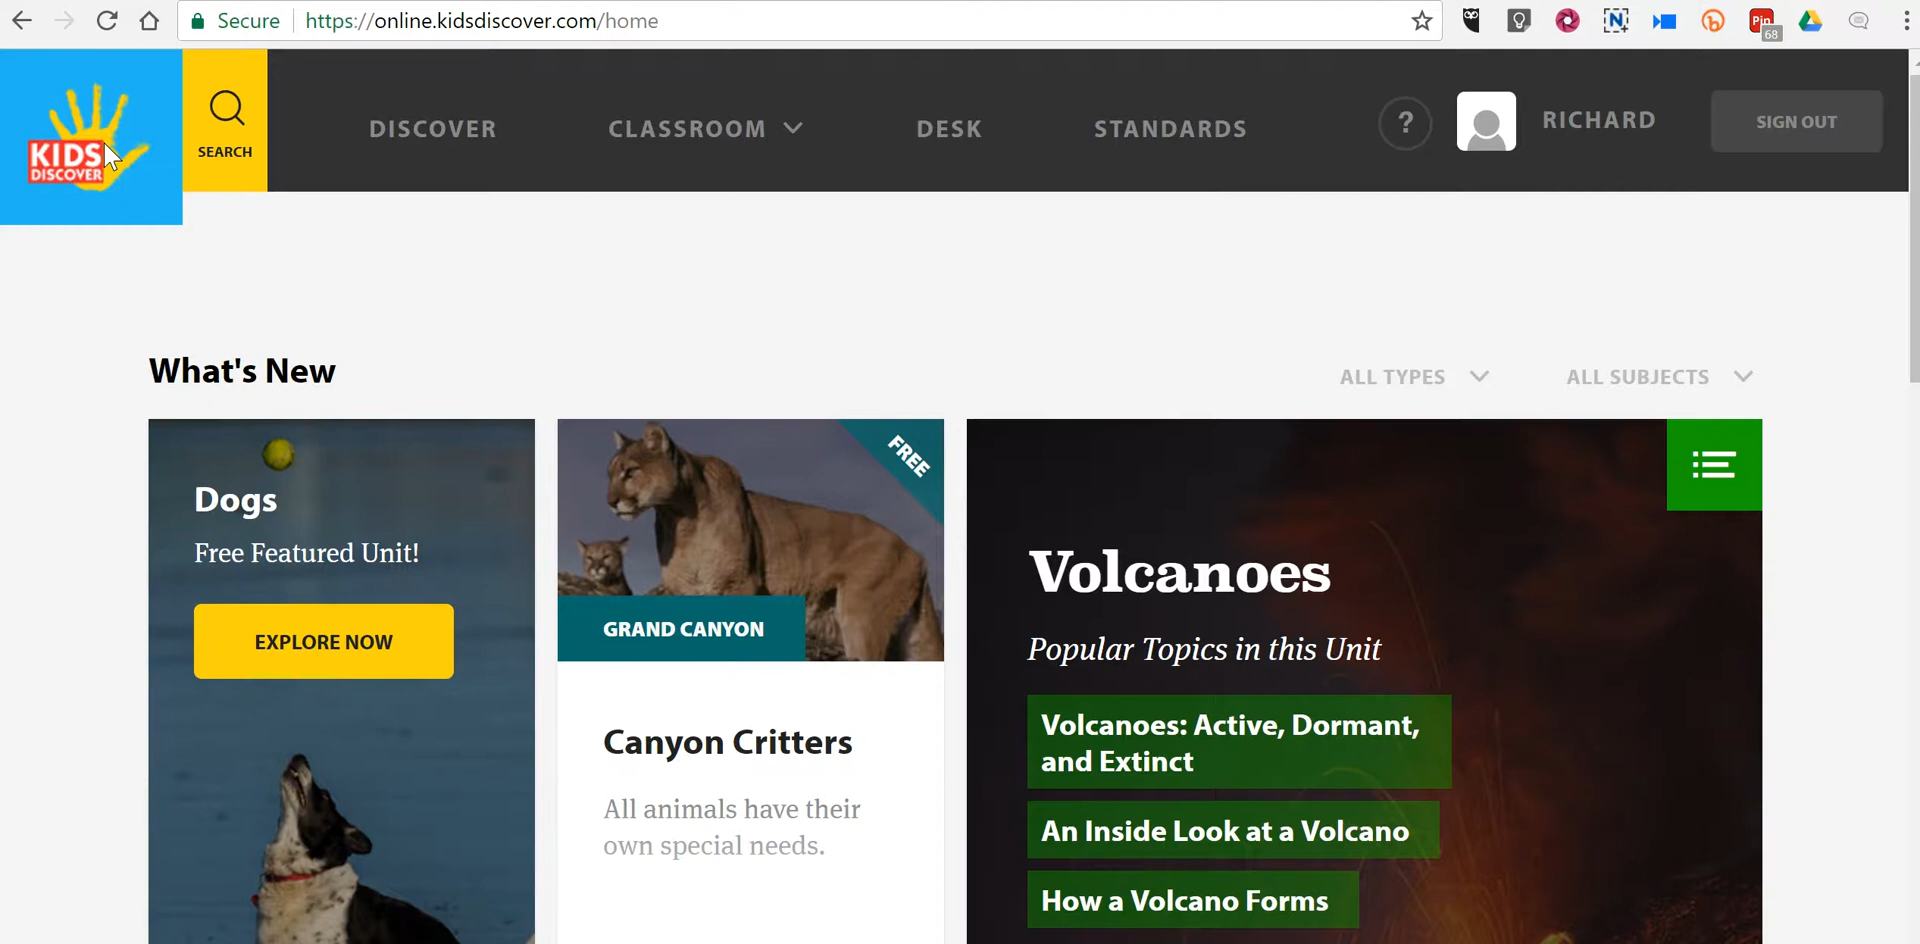 Secure https://online.kidsdiscover.com/home
Pin
68
KIDS
DISCOVER
SEARCH
DISCOVER
CLASSROOM
DESK
STANDARDS
?
RICHARD
SIGN OUT
What's New
ALL TYPES
ALL SUBJECTS
Dogs
Free Featured Unit!
EXPLORE NOW
FREE
GRAND CANYON
Canyon Critters
All animals have their
own special needs.
Volcanoes
Popular Topics in this Unit
Volcanoes: Active, Dormant,
and Extinct
An Inside Look at a Volcano
How a Volcano Forms